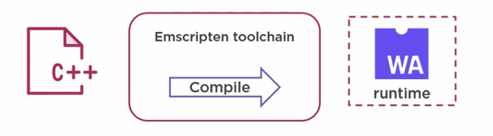 C++
Emscripten toolchain
Compile
WA
runtime